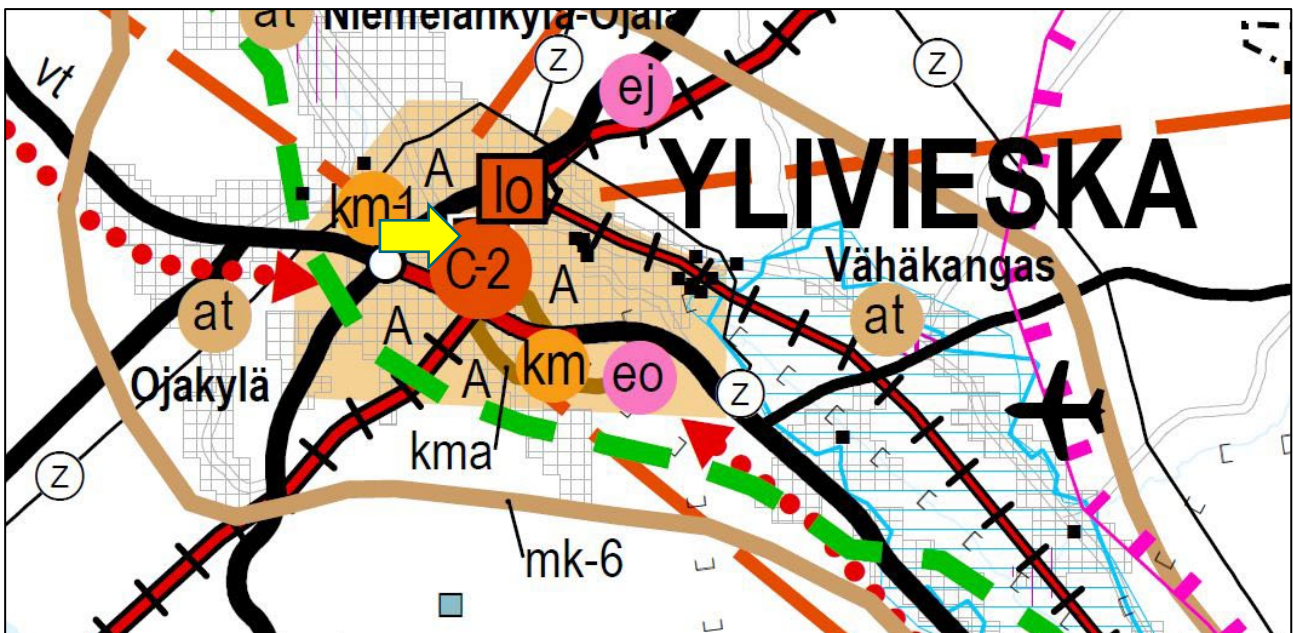 at
Niemelänkylä-Ojala
vt
z
z
ej
A
lo
YLIVIESKA
km-1
C-2
A
Vähäkangas
at
at
A
Ojakylä
A
km
eo
z
kma
z
mk-6